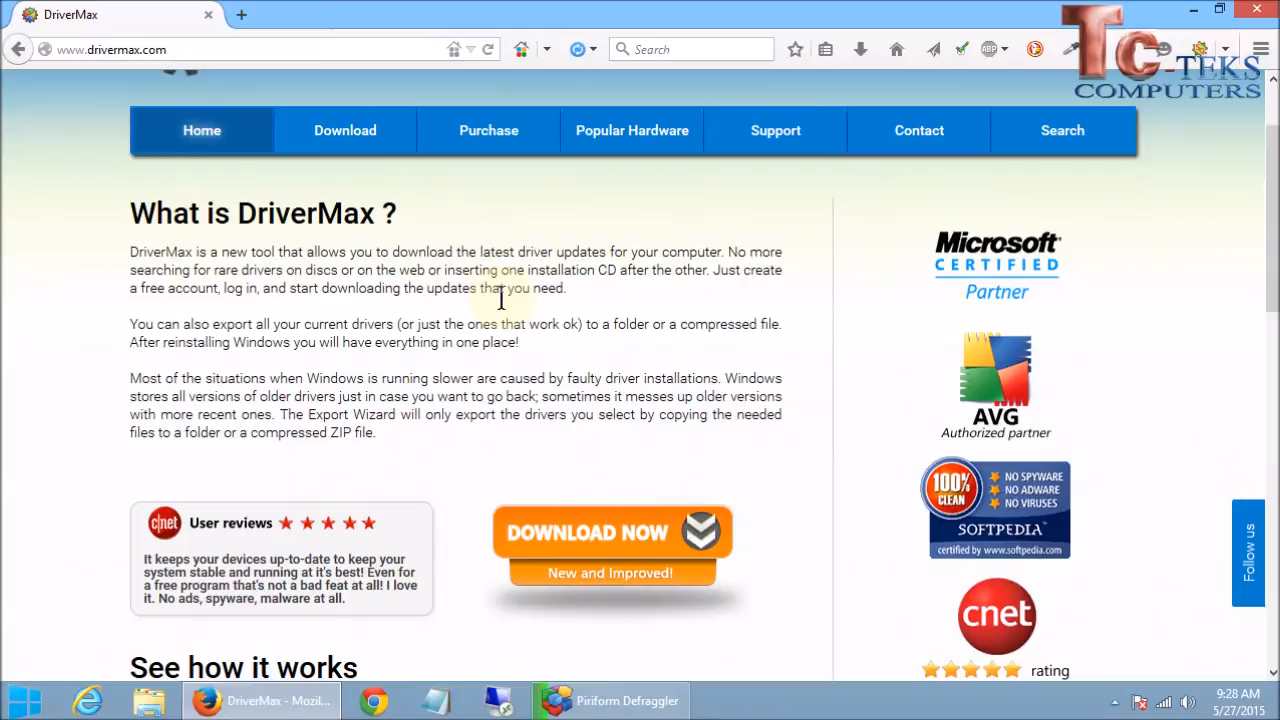 DriverMax
www.drivermax.com
Search
ABP
TC-TEKS
COMPUTERS
Home
Download
Purchase
Popular Hardware
Support
Contact
Search
What is DriverMax ?
DriverMax is a new tool that allows you to download the latest driver updates for your computer. No more
searching for rare drivers on discs or on the web or inserting one installation CD after the other. Just create
a free account, log in, and start downloading the updates that you need.
You can also export all your current drivers (or just the ones that work ok) to a folder or a compressed file.
After reinstalling Windows you will have everything in one place!
Most of the situations when Windows is running slower are caused by faulty driver installations. Windows
stores all versions of older drivers just in case you want to go back; sometimes it messes up older versions
with more recent ones. The Export Wizard will only export the drivers you select by copying the needed
files to a folder or a compressed ZIP file.
Microsoft
CERTIFIED
Partner
AVG
Authorized partner
100%
CLEAN
NO SPYWARE
NO ADWARE
NO VIRUSES
SOFTPEDIA™
certified by www.softpedia.com
cnet
rating
Follow us
c|net User reviews
It keeps your devices up-to-date to keep your
system stable and running at it's best! Even for
a free program that's not a bad feat at all! I love
it. No ads, spyware, malware at all.
DOWNLOAD NOW
New and Improved!
See how it works
DriverMax - Mozil...
Piriform Defraggler
9:28 AM
5/27/2015